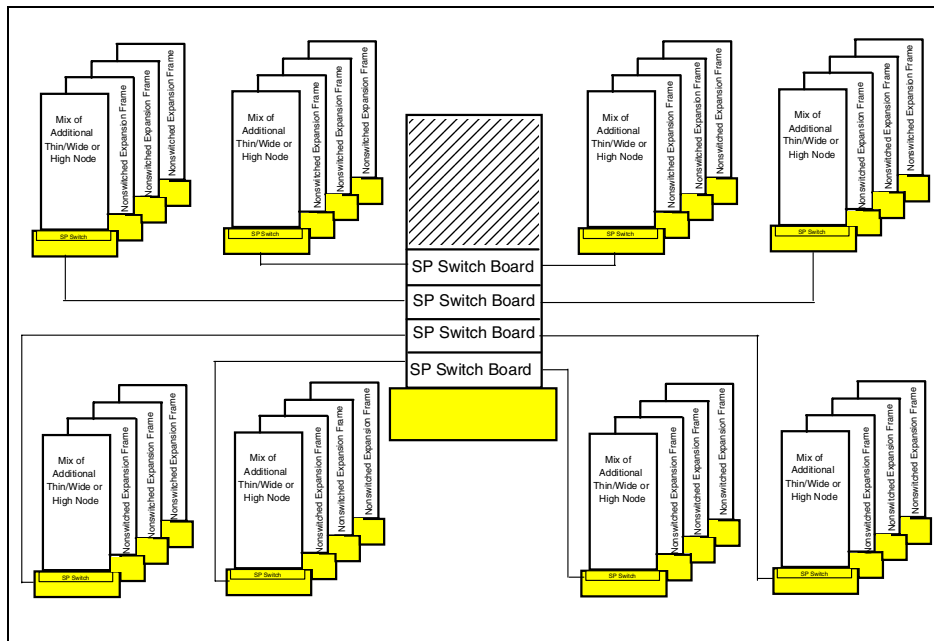 Mix of
Additional
Thin/Wide or
High Node
Nonswitched Expansion Frame
Nonswitched Expansion Frame
Nonswitched Expansion Frame
SP Switch
Mix of
Additional
Thin/Wide or
High Node
Nonswitched Expansion Frame
Nonswitched Expansion Frame
Nonswitched Expansion Frame
SP Switch
Mix of
Additional
Thin/Wide or
High Node
Nonswitched Expansion Frame
Nonswitched Expansion Frame
Nonswitched Expansion Frame
SP Switch
Mix of
Additional
Thin/Wide or
High Node
Nonswitched Expansion Frame
Nonswitched Expansion Frame
Nonswitched Expansion Frame
SP Switch
SP Switch Board
SP Switch Board
SP Switch Board
SP Switch Board
Mix of
Additional
Thin/Wide or
High Node
Nonswitched Expansion Frame
Nonswitched Expansion Frame
Nonswitched Expansion Frame
SP Switch
Mix of
Additional
Thin/Wide or
High Node
Nonswitched Expansion Frame
Nonswitched Expansion Frame
Nonswitched Expansion Frame
SP Switch
Mix of
Additional
Thin/Wide or
High Node
Nonswitched Expansion Frame
Nonswitched Expansion Frame
Nonswitched Expansion Frame
SP Switch
Mix of
Additional
Thin/Wide or
High Node
Nonswitched Expansion Frame
Nonswitched Expansion Frame
Nonswitched Expansion Frame
SP Switch